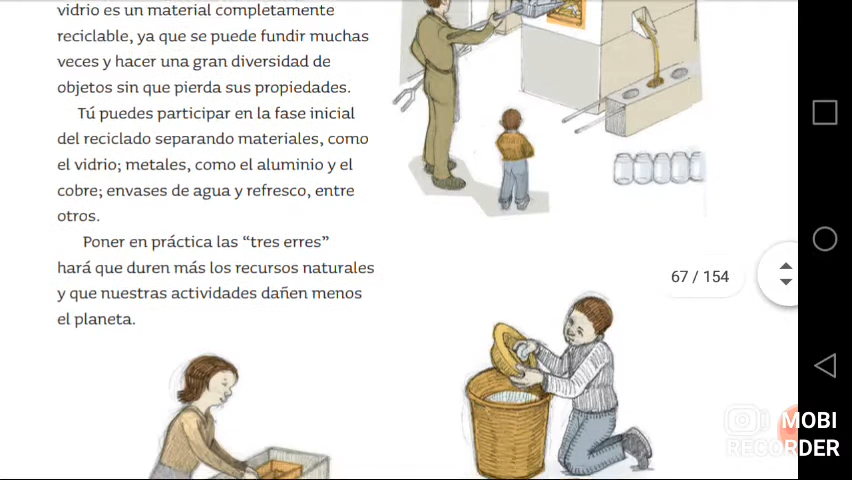 vidrio es un material completamente
reciclable, ya que se puede fundir muchas
veces y hacer una gran diversidad de
objetos sin que pierda sus propiedades.
Tú puedes participar en la fase inicial
del reciclado separando materiales, como
el vidrio; metales, como el aluminio y el
cobre; envases de agua y refresco, entre
otros.
Poner en práctica las “tres erres”
hará que duren más los recursos naturales
y que nuestras actividades dañen menos
el planeta.
67 / 154
MOBI
RECORDER